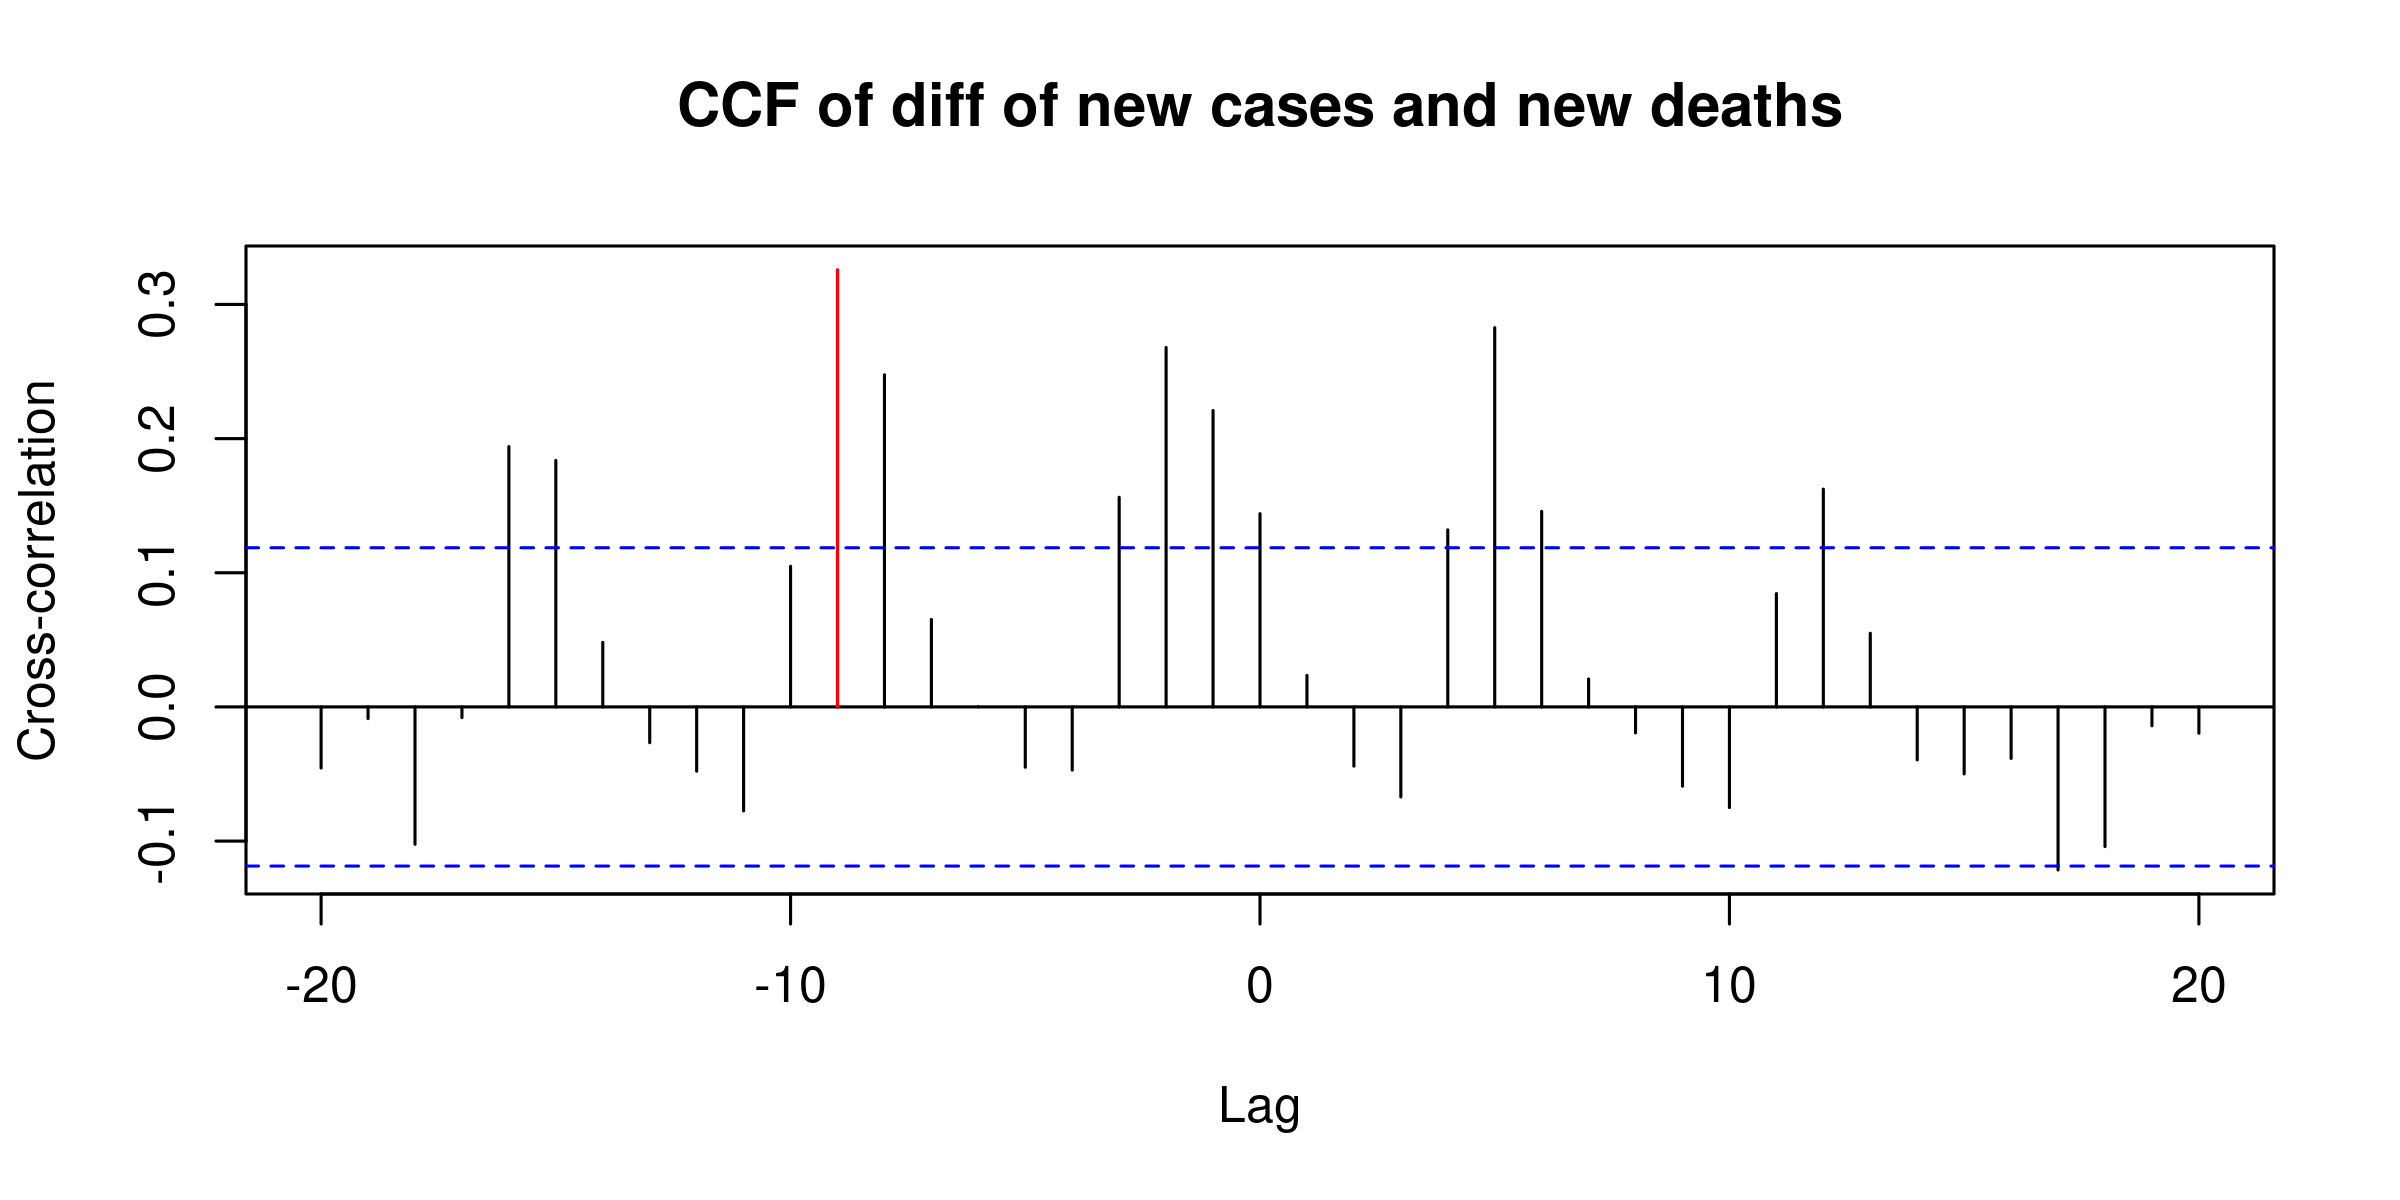 CCF of diff of new cases and new deaths
Cross-correlation
0.3
0.2
0.1
0.0
-0.1
-20 -10 0 10 20
Lag